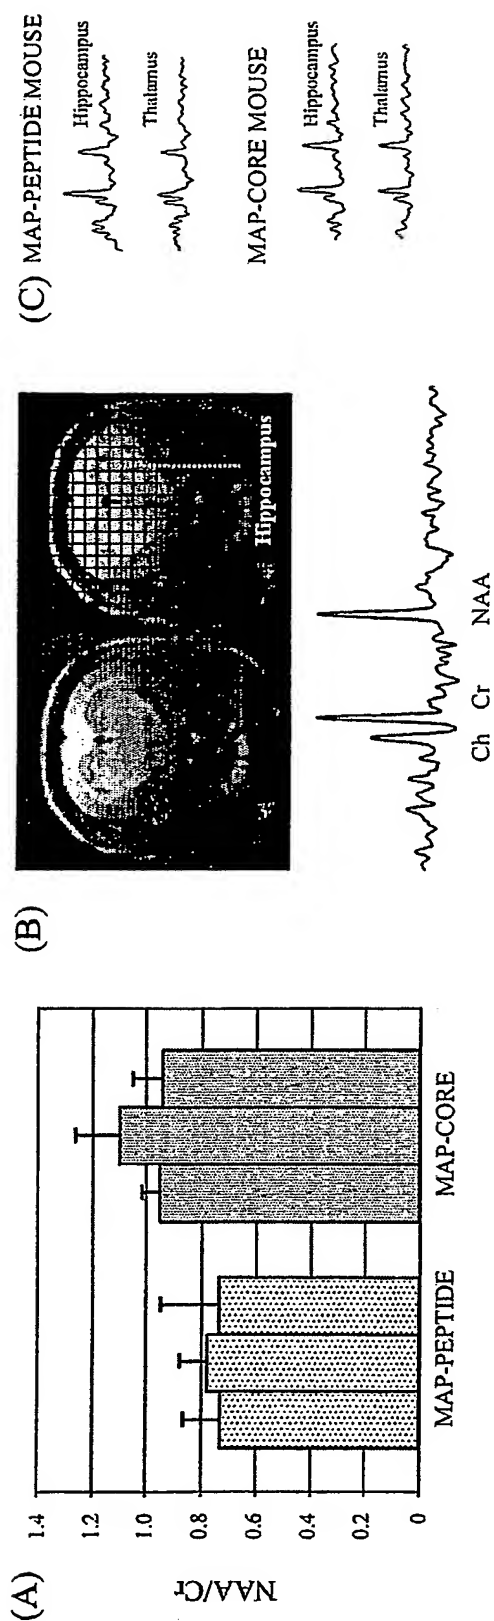 (A)
NAA/Cr
1.4
1.2
1.0
0.8
0.6
0.4
0.2
0
MAP-PEPTIDE
MAP-CORE
(B)
Hippocampus
Ch Cr NAA
(C) MAP-PEPTIDE MOUSE
Hippocampus
Thalamus
MAP-CORE MOUSE
Hippocampus
Thalamus